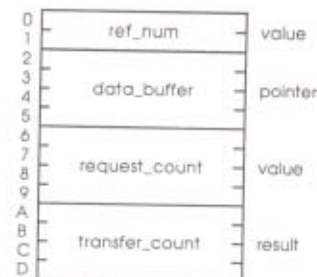 0
1
ref_num
value
2
3
4
5
data_buffer
pointer
6
7
8
9
request_count
value
A
B
C
D
transfer_count
result